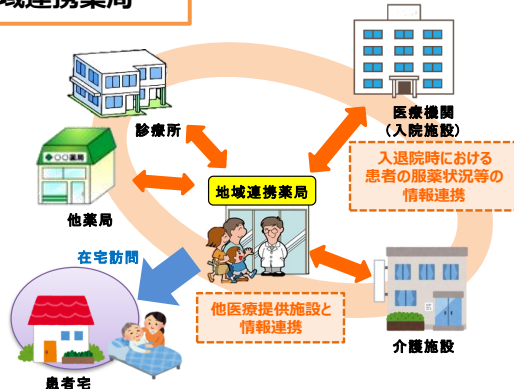 域連携薬局
診療所
医療機関
（入院施設）
○○薬局
他薬局
地域連携薬局
入退院時における
患者の服薬状況等の
情報連携
在宅訪問
他医療提供施設と
情報連携
介護施設
患者宅